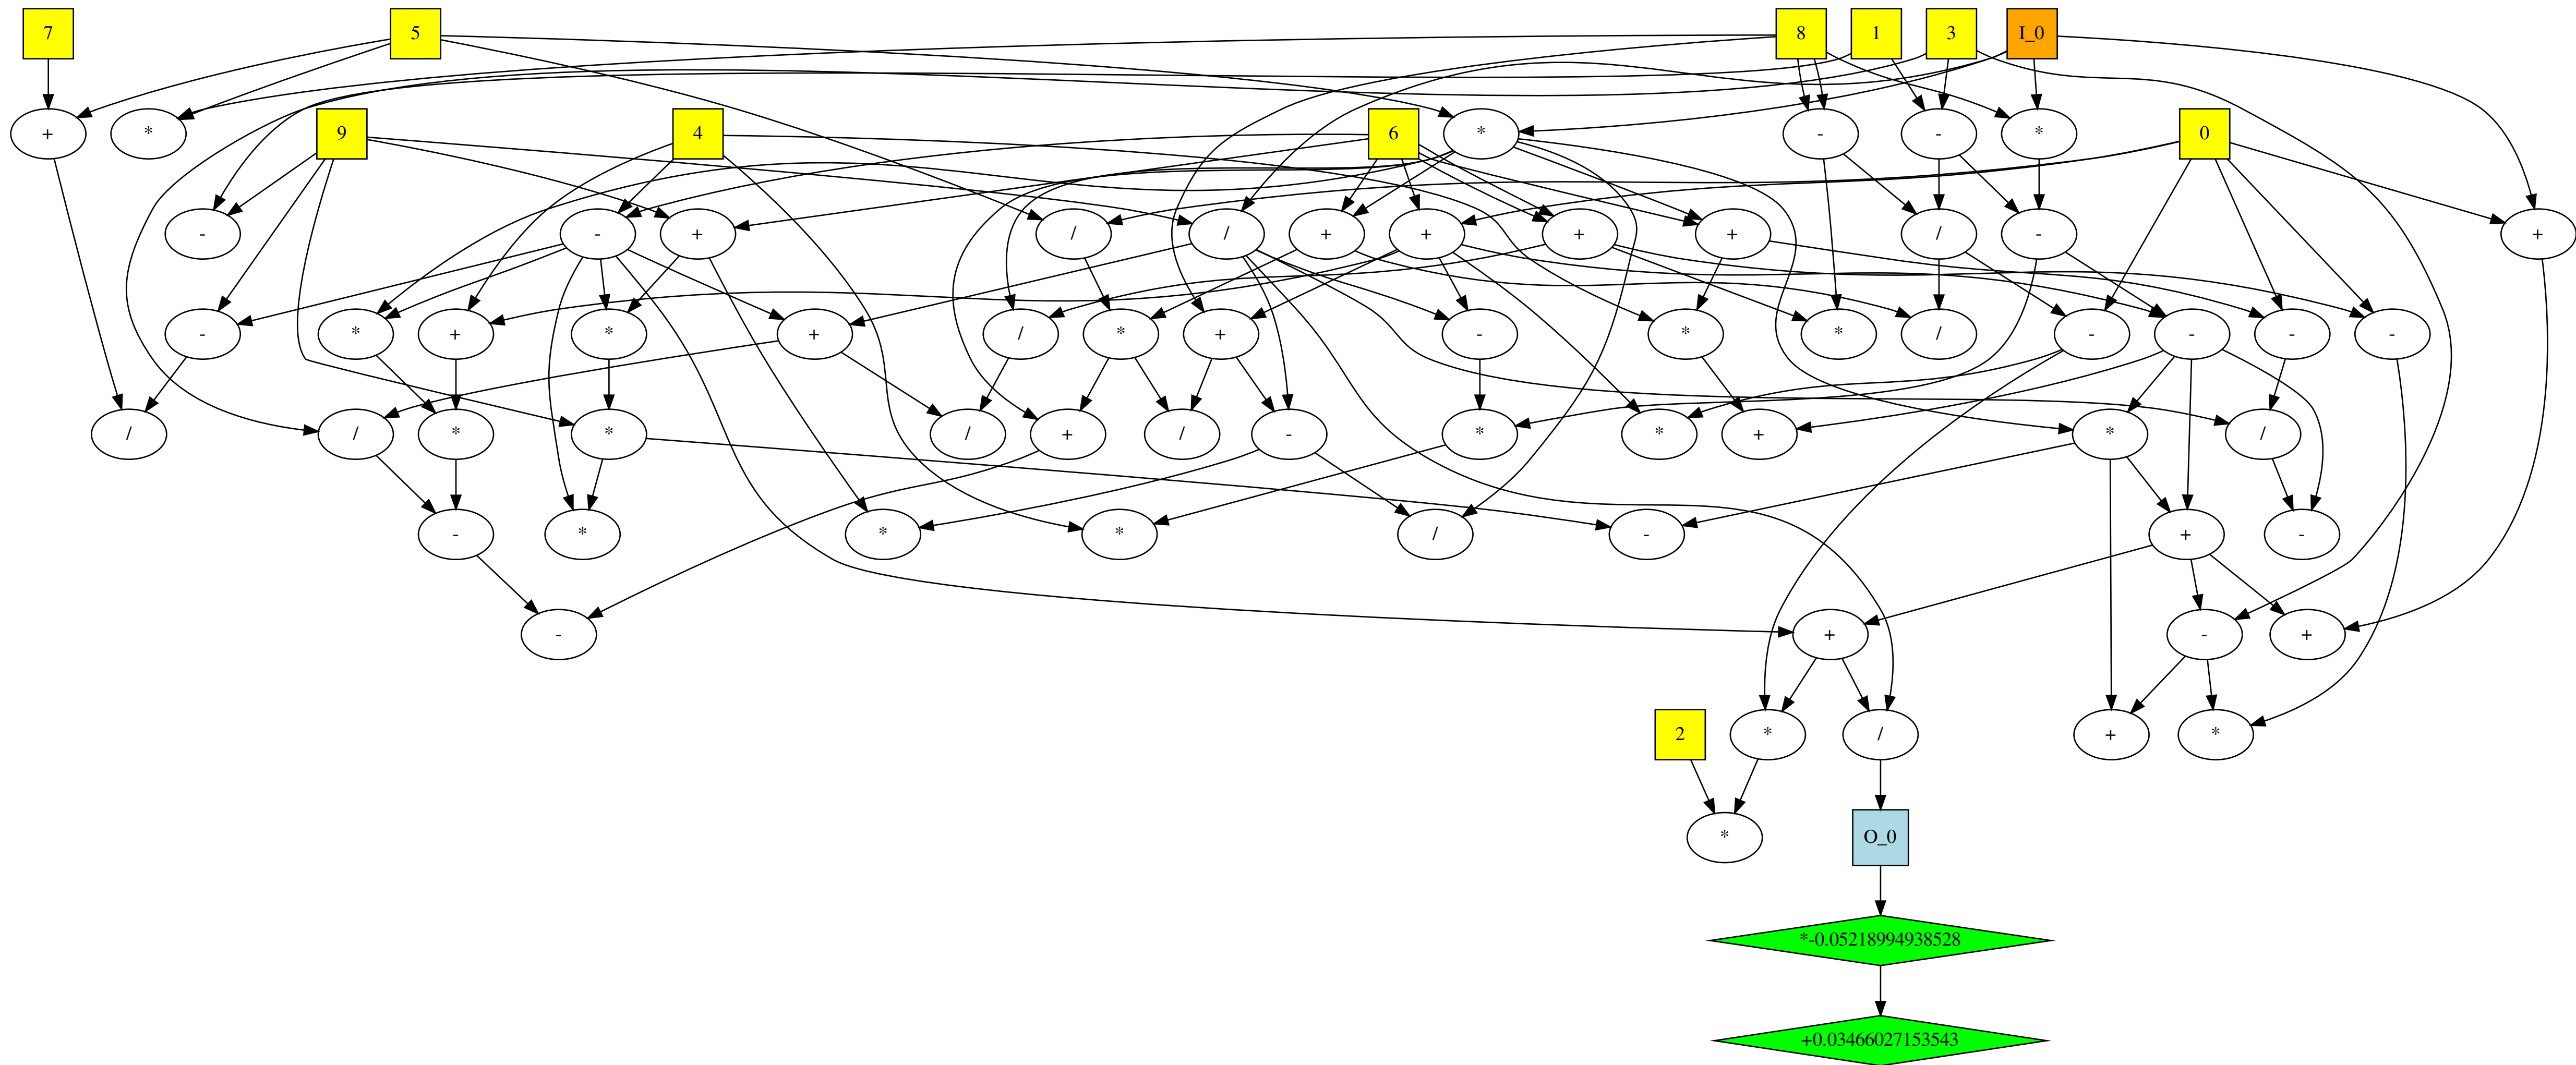 7 5 8 1 3 I_0
+ * 9 4 6 * - - * 0
- - + / / + + + + / - +
- * + * + / * + - * * / - - - -
/ / * * / + / - * * + * /
- * * * / - + -
- + - +
2 * / + *
* O_0
*-0.05218994938528
+0.03466027153543